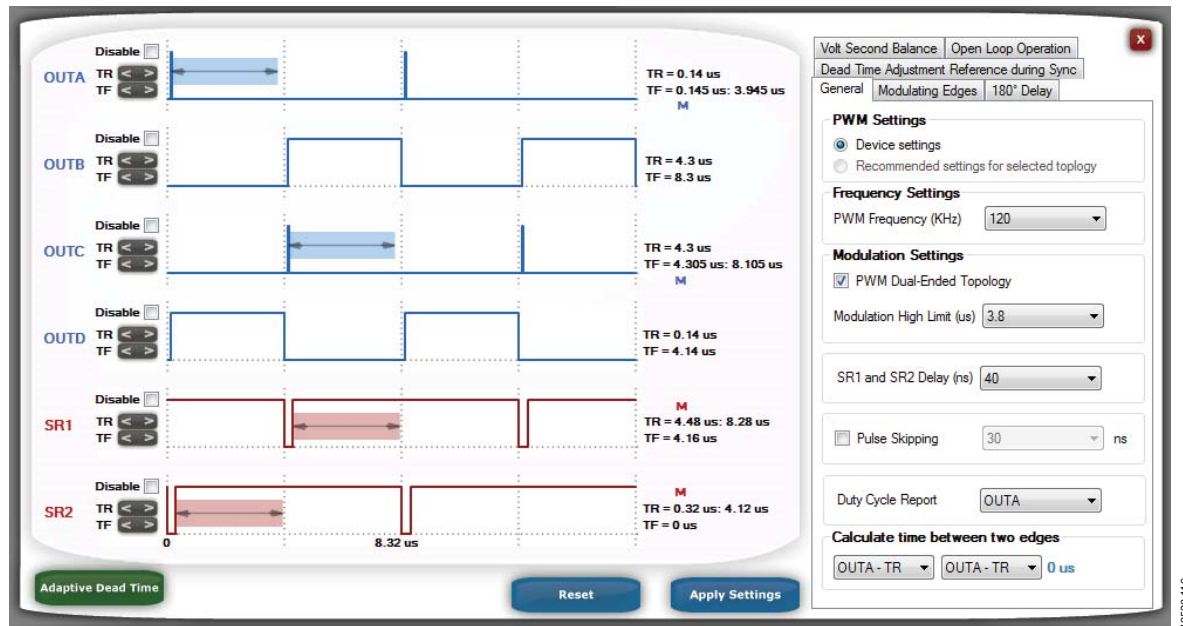 Disable
OUTA TR < >
TF < >
TR = 0.14 us
TF = 0.145 us: 3.945 us
M
Disable
OUTB TR < >
TF < >
TR = 4.3 us
TF = 8.3 us
Disable
OUTC TR < >
TF < >
TR = 4.3 us
TF = 4.305 us: 8.105 us
M
Disable
OUTD TR < >
TF < >
TR = 0.14 us
TF = 4.14 us
Disable
SR1 TR < >
TF < >
M
TR = 4.48 us: 8.28 us
TF = 4.16 us
Disable
SR2 TR < >
TF < >
M
TR = 0.32 us: 4.12 us
TF = 0 us
0 8.32 us
Adaptive Dead Time
Reset
Apply Settings
X
Volt Second Balance Open Loop Operation
Dead Time Adjustment Reference during Sync
General Modulating Edges 180° Delay
PWM Settings
Device settings
Recommended settings for selected toplogy
Frequency Settings
PWM Frequency (KHz) 120
Modulation Settings
PWM Dual-Ended Topology
Modulation High Limit (us) 3.8
SR1 and SR2 Delay (ns) 40
Pulse Skipping 30 ns
Duty Cycle Report OUTA
Calculate time between two edges
OUTA - TR OUTA - TR 0 us